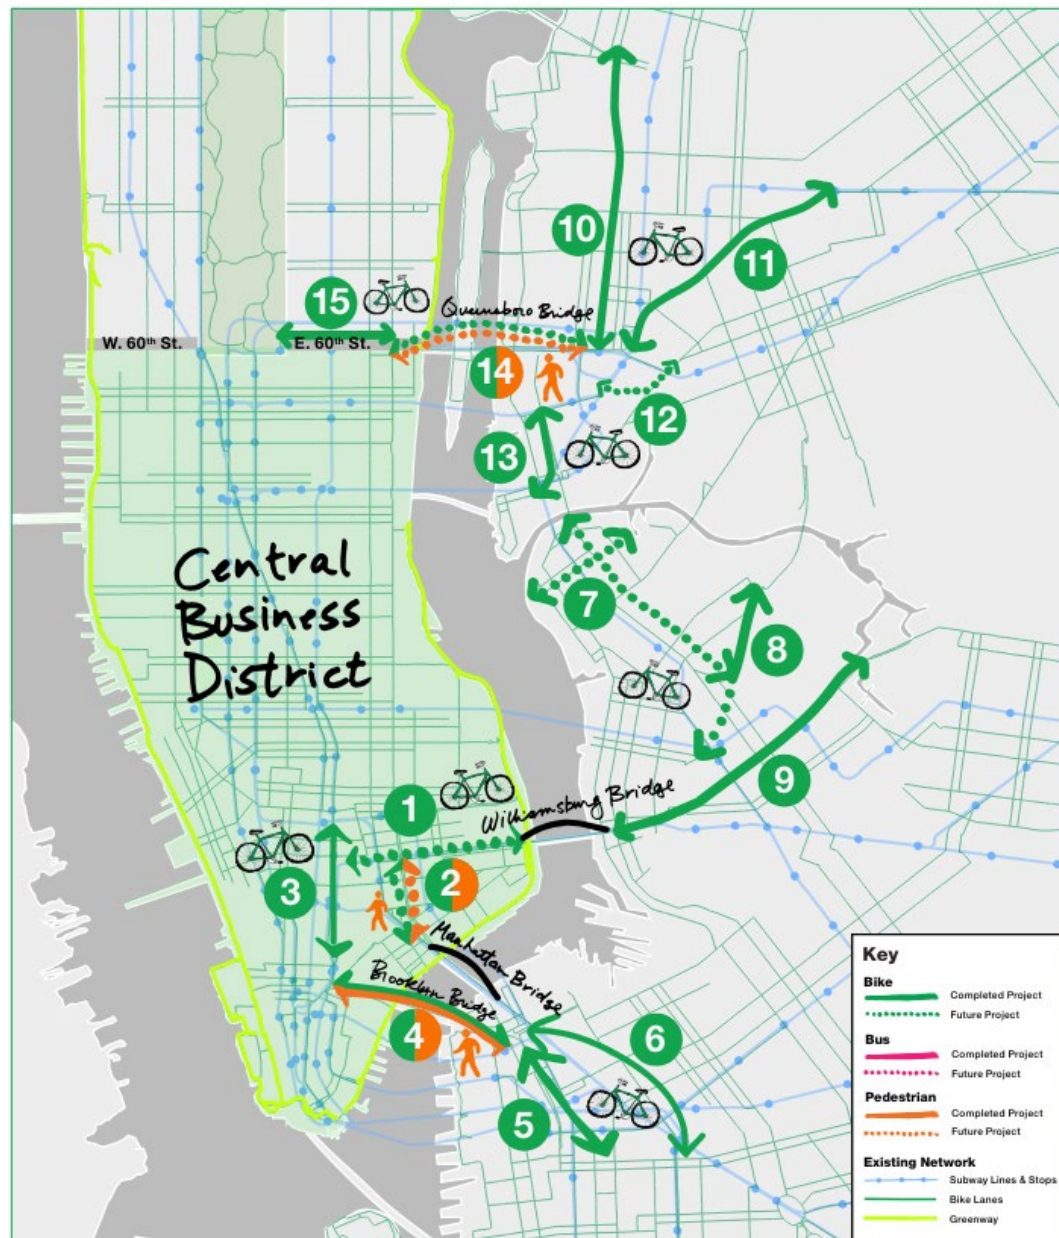 10
11
15
Queensboro Bridge
W. 60th St.
E. 60th St.
14
12
13
Central
Business
District
7
8
9
1
Williamsburg Bridge
3
2
Manhattan Bridge
Brooklyn Bridge
4
6
5
Key
Bike
Completed Project
Future Project
Bus
Completed Project
Future Project
Pedestrian
Completed Project
Future Project
Existing Network
Subway Lines & Stops
Bike Lanes
Greenway